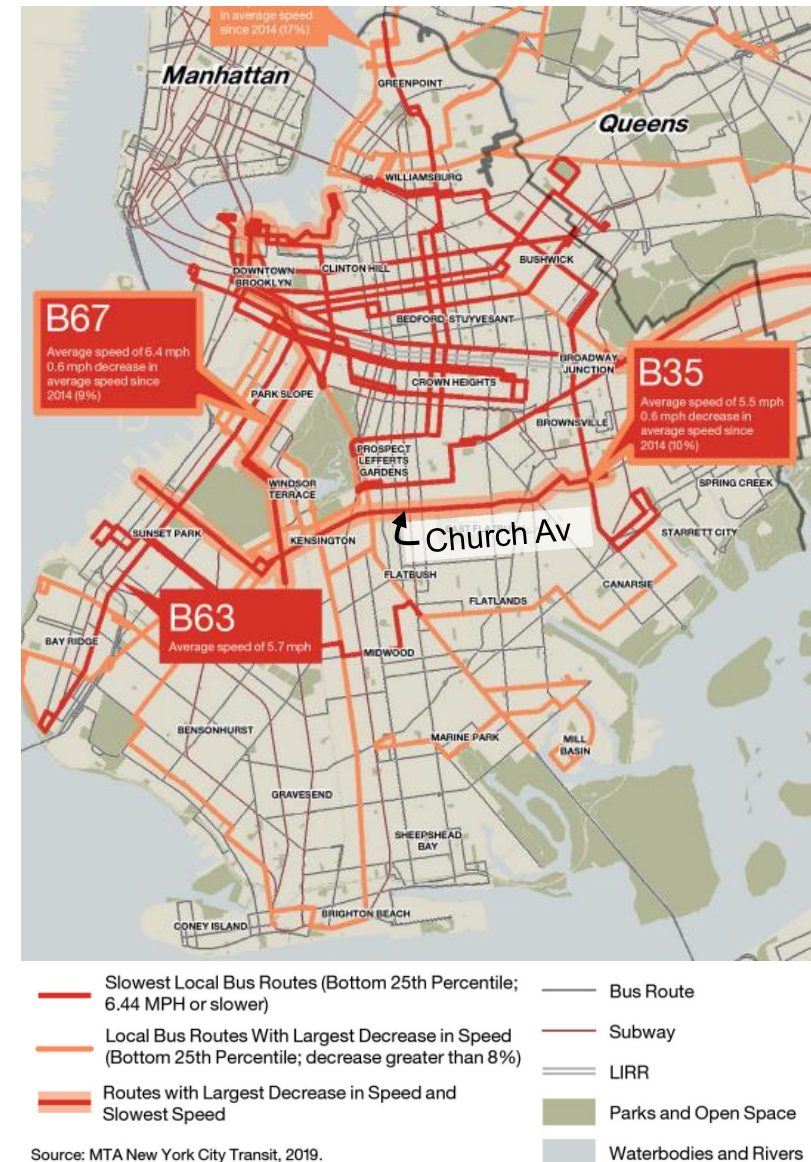 in average speed
since 2014 (17%)
Manhattan
GREENPOINT
Queens
WILLIAMSBURG
DOWNTOWN
BROOKLYN
CLINTON HILL
BUSHWICK
B67
Average speed of 6.4 mph
0.6 mph decrease in
average speed since
2014 (9%)
BEDFORD-STUYVESANT
BROADWAY
JUNCTION
B35
Average speed of 5.5 mph
0.6 mph decrease in
average speed since
2014 (10%)
PARK SLOPE
CROWN HEIGHTS
BROWNSVILLE
PROSPECT
LEFFERTS
GARDENS
WINDSOR
TERRACE
SPRING CREEK
SUNSET PARK
KENSINGTON
EAST FLATBUSH
Church Av
STARRETT CITY
FLATBUSH
CANARSIE
FLATLANDS
B63
Average speed of 5.7 mph
BAY RIDGE
MIDWOOD
BENSONHURST
MARINE PARK
MILL
BASIN
GRAVESEND
SHEEPSHEAD
BAY
BRIGHTON BEACH
CONEY ISLAND
Slowest Local Bus Routes (Bottom 25th Percentile;
6.44 MPH or slower)
Local Bus Routes With Largest Decrease in Speed
(Bottom 25th Percentile; decrease greater than 8%)
Routes with Largest Decrease in Speed and
Slowest Speed
Bus Route
Subway
LIRR
Parks and Open Space
Waterbodies and Rivers
Source: MTA New York City Transit, 2019.